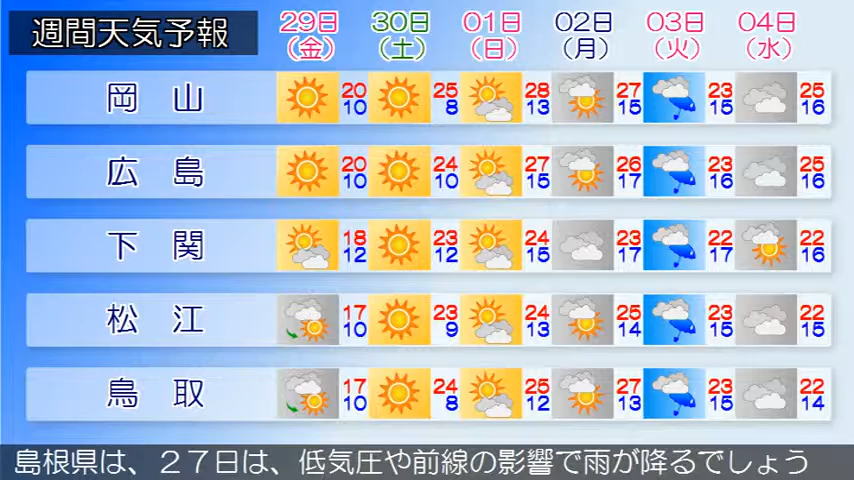 週間天気予報
29日 30日 01日 02日 03日 04日
(金) (土) (日) (月) (火) (水)
岡 山 20 10 25 8 28 13 27 15 23 15 25 16
広 島 20 10 24 10 27 15 26 17 23 16 25 16
下 関 18 12 23 12 24 15 23 17 22 17 22 16
松 江 17 10 23 9 24 13 25 14 23 15 22 15
鳥 取 17 10 24 8 25 12 27 13 23 15 22 14
島根県は、２７日は、低気圧や前線の影響で雨が降るでしょう